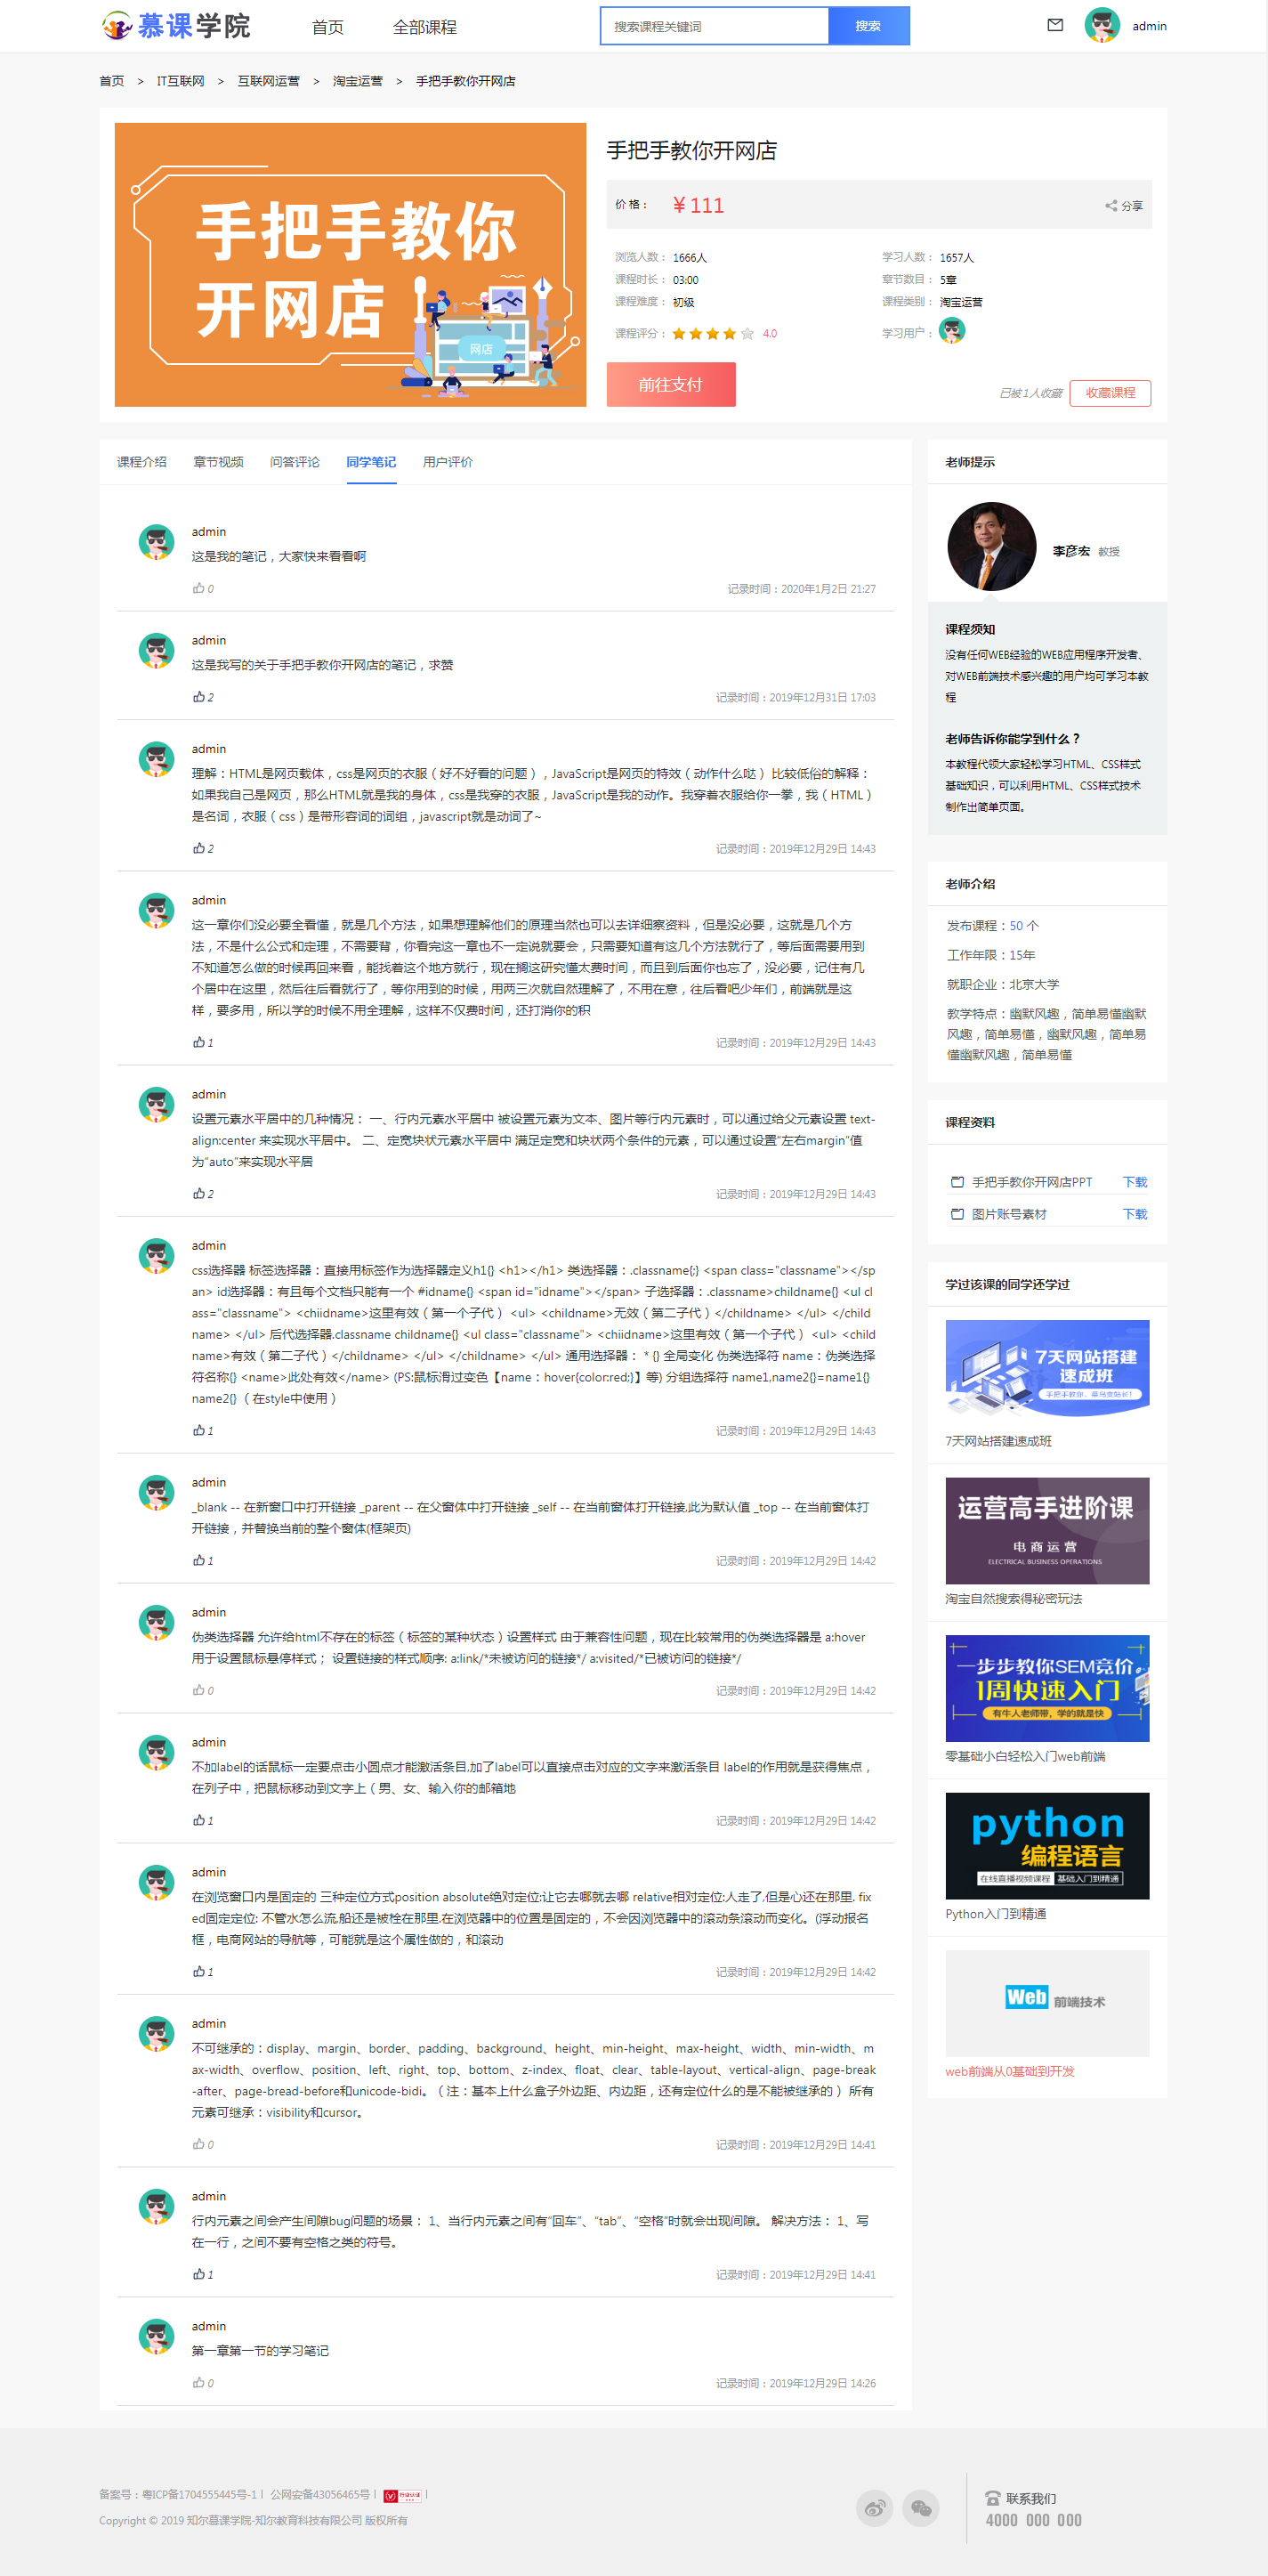 慕课学院
首页
全部课程
搜索课程关键词
搜索
admin
首页 > IT互联网 > 互联网运营 > 淘宝运营 > 手把手教你开网店
手把手教你
开网店
网店
手把手教你开网店
价 格：
￥111
分享
浏览人数： 1666人
学习人数： 1657人
课程时长： 03:00
章节数目： 5章
课程难度： 初级
课程类别： 淘宝运营
课程评分： 4.0
学习用户：
前往支付
已被 1人收藏
收藏课程
课程介绍
章节视频
问答评论
同学笔记
用户评价
admin
这是我的笔记，大家快来看看啊
0
记录时间：2020年1月2日 21:27
admin
这是我写的关于手把手教你开网店的笔记，求赞
2
记录时间：2019年12月31日 17:03
admin
理解：HTML是网页载体，css是网页的衣服（好不好看的问题），JavaScript是网页的特效（动作什么哒） 比较低俗的解释：
如果我自己是网页，那么HTML就是我的身体，css是我穿的衣服，JavaScript是我的动作。我穿着衣服给你一拳，我（HTML）
是名词，衣服（css）是带形容词的词组，javascript就是动词了~
2
记录时间：2019年12月29日 14:43
admin
这一章你们没必要全看懂，就是几个方法，如果想理解他们的原理当然也可以去详细察资料，但是没必要，这就是几个方
法，不是什么公式和定理，不需要背，你看完这一章也不一定说就要会，只需要知道有这几个方法就行了，等后面需要用到
不知道怎么做的时候再回来看，能找着这个地方就行，现在搁这研究懂太费时间，而且到后面你也忘了，没必要，记住有几
个居中在这里，然后往后看就行了，等你用到的时候，用两三次就自然理解了，不用在意，往后看吧少年们，前端就是这
样，要多用，所以学的时候不用全理解，这样不仅费时间，还打消你的积
1
记录时间：2019年12月29日 14:43
admin
设置元素水平居中的几种情况： 一、行内元素水平居中 被设置元素为文本、图片等行内元素时，可以通过给父元素设置 text-
align:center 来实现水平居中。 二、定宽块状元素水平居中 满足定宽和块状两个条件的元素，可以通过设置“左右margin”值
为“auto”来实现水平居
2
记录时间：2019年12月29日 14:43
admin
css选择器 标签选择器：直接用标签作为选择器定义h1{} <h1></h1> 类选择器：.classname{;} <span class="classname"></sp
an> id选择器：有且每个文档只能有一个 #idname{} <span id="idname"></span> 子选择器：.classname>childname{} <ul cl
ass="classname"> <chiidname>这里有效（第一个子代） <ul> <childname>无效（第二子代）</childname> </ul> </child
name> </ul> 后代选择器.classname childname{} <ul class="classname"> <chiidname>这里有效（第一个子代） <ul> <child
name>有效（第二子代）</childname> </ul> </childname> </ul> 通用选择器： * {} 全局变化 伪类选择符 name：伪类选择
符名称{} <name>此处有效</name> (PS:鼠标滑过变色【name：hover{color:red;}】等) 分组选择符 name1,name2{}=name1{}
name2{} （在style中使用）
1
记录时间：2019年12月29日 14:43
admin
_blank -- 在新窗口中打开链接 _parent -- 在父窗体中打开链接 _self -- 在当前窗体打开链接,此为默认值 _top -- 在当前窗体打
开链接，并替换当前的整个窗体(框架页)
1
记录时间：2019年12月29日 14:42
admin
伪类选择器 允许给html不存在的标签（标签的某种状态）设置样式 由于兼容性问题，现在比较常用的伪类选择器是 a:hover
用于设置鼠标悬停样式； 设置链接的样式顺序: a:link/*未被访问的链接*/ a:visited/*已被访问的链接*/
0
记录时间：2019年12月29日 14:42
admin
不加label的话鼠标一定要点击小圆点才能激活条目,加了label可以直接点击对应的文字来激活条目 label的作用就是获得焦点，
在列子中，把鼠标移动到文字上（男、女、输入你的邮箱地
1
记录时间：2019年12月29日 14:42
admin
在浏览窗口内是固定的 三种定位方式position absolute绝对定位:让它去哪就去哪 relative相对定位:人走了,但是心还在那里. fix
ed固定定位: 不管水怎么流,船还是被栓在那里.在浏览器中的位置是固定的，不会因浏览器中的滚动条滚动而变化。(浮动报名
框，电商网站的导航等，可能就是这个属性做的，和滚动
1
记录时间：2019年12月29日 14:42
admin
不可继承的：display、margin、border、padding、background、height、min-height、max-height、width、min-width、m
ax-width、overflow、position、left、right、top、bottom、z-index、float、clear、table-layout、vertical-align、page-break
-after、page-bread-before和unicode-bidi。（注：基本上什么盒子外边距、内边距，还有定位什么的是不能被继承的） 所有
元素可继承：visibility和cursor。
0
记录时间：2019年12月29日 14:41
admin
行内元素之间会产生间隙bug问题的场景： 1、当行内元素之间有“回车”、“tab”、“空格”时就会出现间隙。 解决方法： 1、写
在一行，之间不要有空格之类的符号。
1
记录时间：2019年12月29日 14:41
admin
第一章第一节的学习笔记
0
记录时间：2019年12月29日 14:26
老师提示
李彦宏 教授
课程须知
没有任何WEB经验的WEB应用程序开发者、
对WEB前端技术感兴趣的用户均可学习本教
程
老师告诉你能学到什么？
本教程代领大家轻松学习HTML、CSS样式
基础知识，可以利用HTML、CSS样式技术
制作出简单页面。
老师介绍
发布课程：50 个
工作年限：15年
就职企业：北京大学
教学特点：幽默风趣，简单易懂幽默
风趣，简单易懂，幽默风趣，简单易
懂幽默风趣，简单易懂
课程资料
手把手教你开网店PPT 下载
图片账号素材 下载
学过该课的同学还学过
7天网站搭建
速成班
手把手教你，菜鸟变站长！
7天网站搭建速成班
运营高手进阶课
电商运营
ELECTRICAL BUSINESS OPERATIONS
淘宝自然搜索得秘密玩法
一步步教你SEM竞价
1周快速入门
有牛人老师带，学的就是快
零基础小白轻松入门web前端
python
编程语言
在线直播视频课程 基础入门到精通
Python入门到精通
Web 前端技术
web前端从0基础到开发
备案号：粤ICP备1704555445号-1 | 公网安备43056465号 |
Copyright © 2019 知尔慕课学院-知尔教育科技有限公司 版权所有
联系我们
4000 000 000